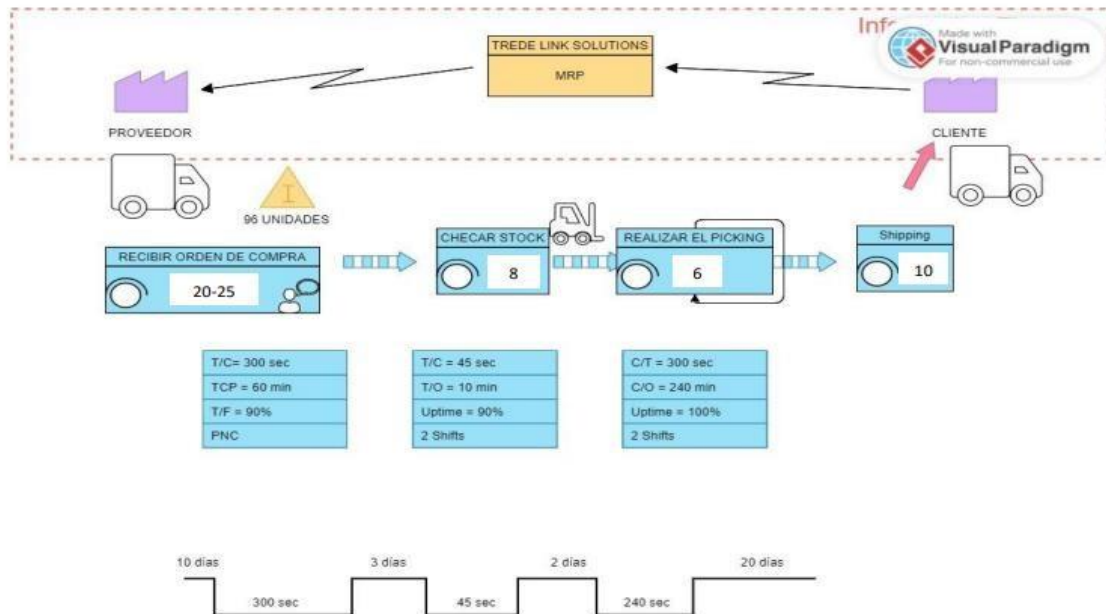 Inf
Made with
Visual Paradigm
For non-commercial use
TREDE LINK SOLUTIONS
MRP
PROVEEDOR
CLIENTE
96 UNIDADES
RECIBIR ORDEN DE COMPRA
20-25
CHECAR STOCK
8
REALIZAR EL PICKING
6
Shipping
10
T/C= 300 sec
TCP = 60 min
T/F = 90%
PNC
T/C = 45 sec
T/O = 10 min
Uptime = 90%
2 Shifts
C/T = 300 sec
C/O = 240 min
Uptime = 100%
2 Shifts
10 días
3 días
2 días
20 días
300 sec
45 sec
240 sec